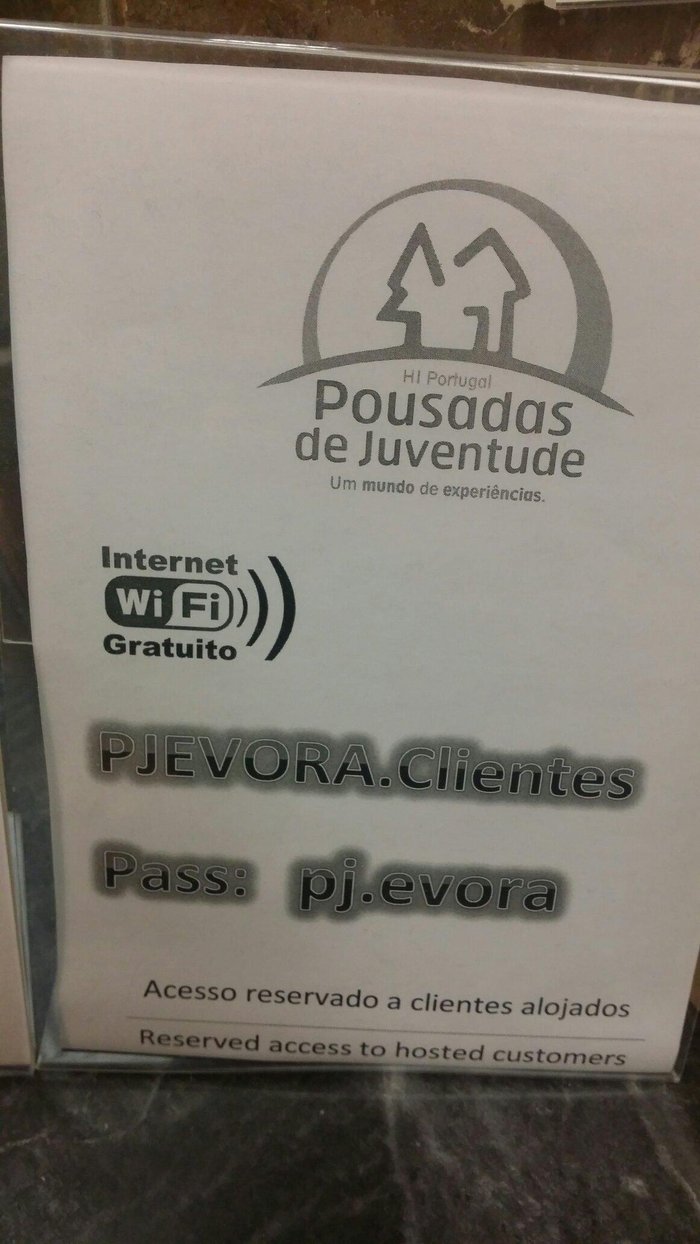 HI Portugal
Pousadas
de Juventude
Um mundo de experiências.
Internet
WiFi
Gratuito
PJEVORA.Clientes
Pass: pj.evora
Acesso reservado a clientes alojados
Reserved access to hosted customers